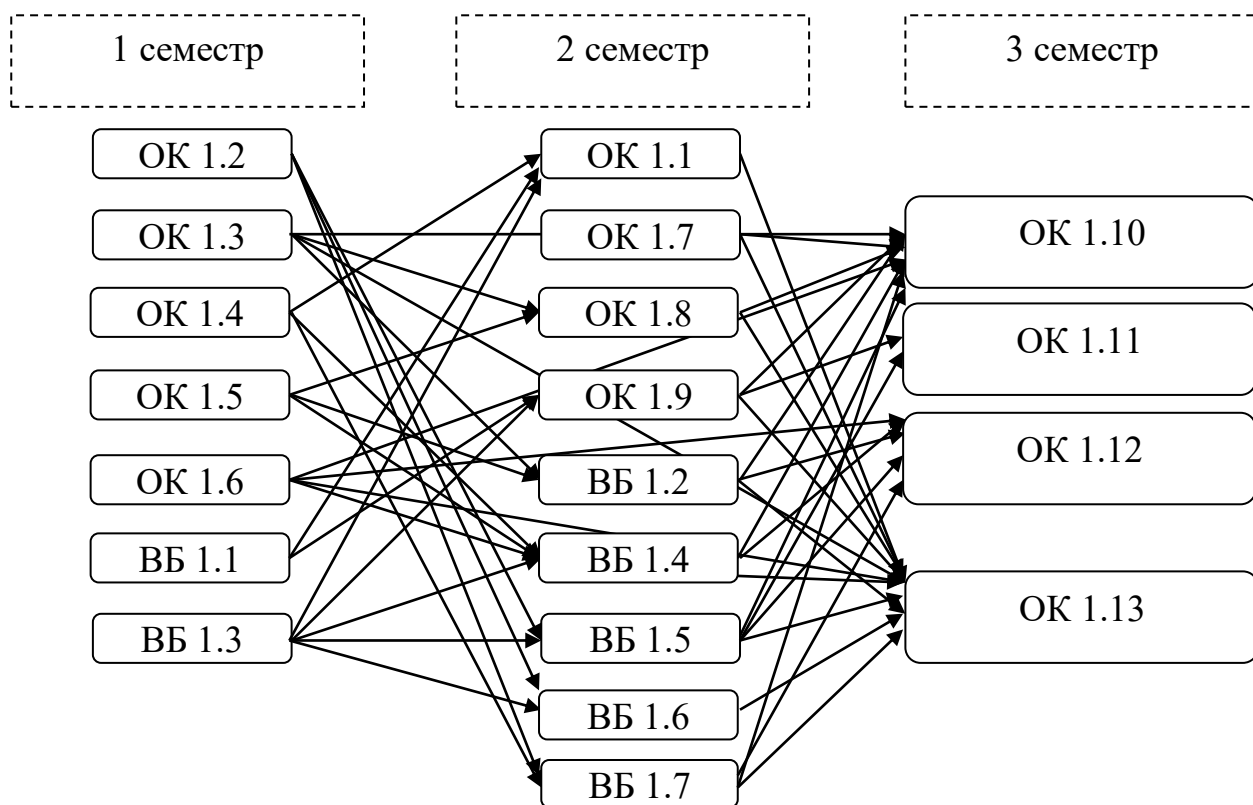 1 семестр
2 семестр
3 семестр
ОК 1.2
ОК 1.1
ОК 1.3
ОК 1.7
ОК 1.10
ОК 1.4
ОК 1.8
ОК 1.11
ОК 1.5
ОК 1.9
ОК 1.12
ОК 1.6
ВБ 1.2
ВБ 1.1
ВБ 1.4
ОК 1.13
ВБ 1.3
ВБ 1.5
ВБ 1.6
ВБ 1.7